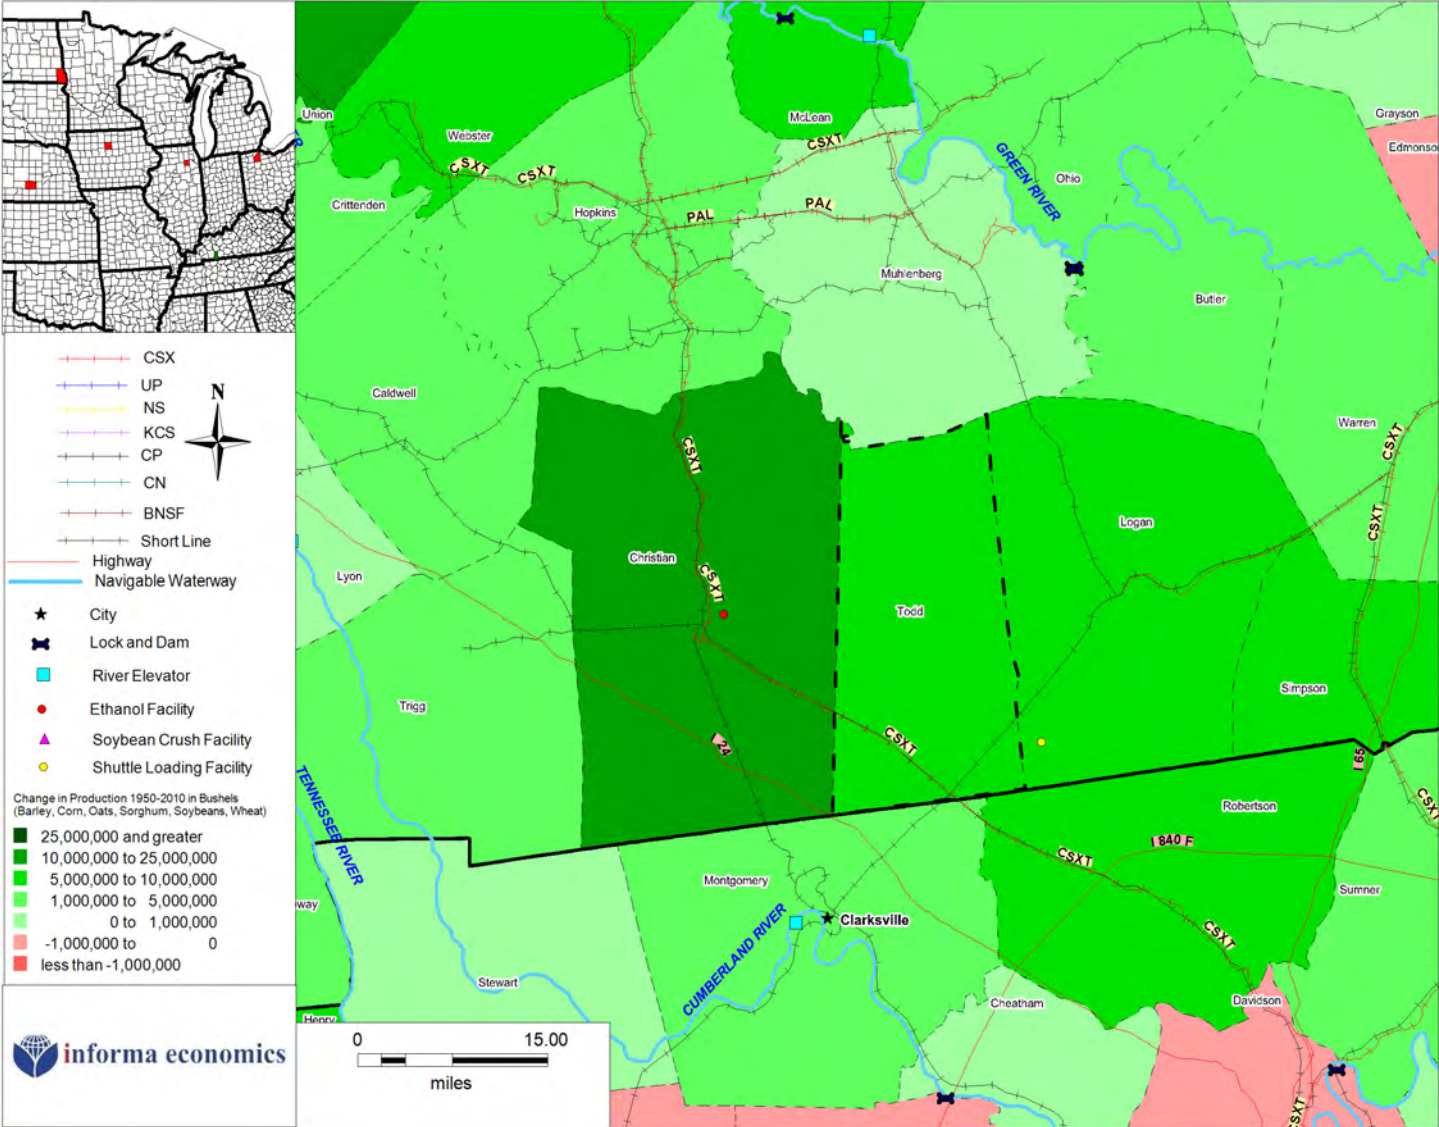 Union
Webster
McLean
Grayson
Edmonso
ER
CSXT
CSXT
CSXT
GREEN RIVER
Ohio
Crittenden
Hopkins
PAL
PAL
Muhlenberg
Butler
Caldwell
Warren
CSXT
CSXT
CSXT
Logan
Christian
CSXT
Lyon
Todd
Trigg
Simpson
I 24
CSXT
I 65
TENNESSEE RIVER
Robertson
CSXT
I 840 F
CSXT
Montgomery
Sumner
way
Clarksville
CUMBERLAND RIVER
CSXT
Stewart
Cheatham
Davidson
Henry
CSXT
CSX
UP
N
NS
KCS
CP
CN
BNSF
Short Line
Highway
Navigable Waterway
City
Lock and Dam
River Elevator
Ethanol Facility
Soybean Crush Facility
Shuttle Loading Facility
Change in Production 1950-2010 in Bushels
(Barley, Corn, Oats, Sorghum, Soybeans, Wheat)
25,000,000 and greater
10,000,000 to 25,000,000
5,000,000 to 10,000,000
1,000,000 to 5,000,000
0 to 1,000,000
-1,000,000 to 0
less than -1,000,000
informa economics
0 15.00
miles